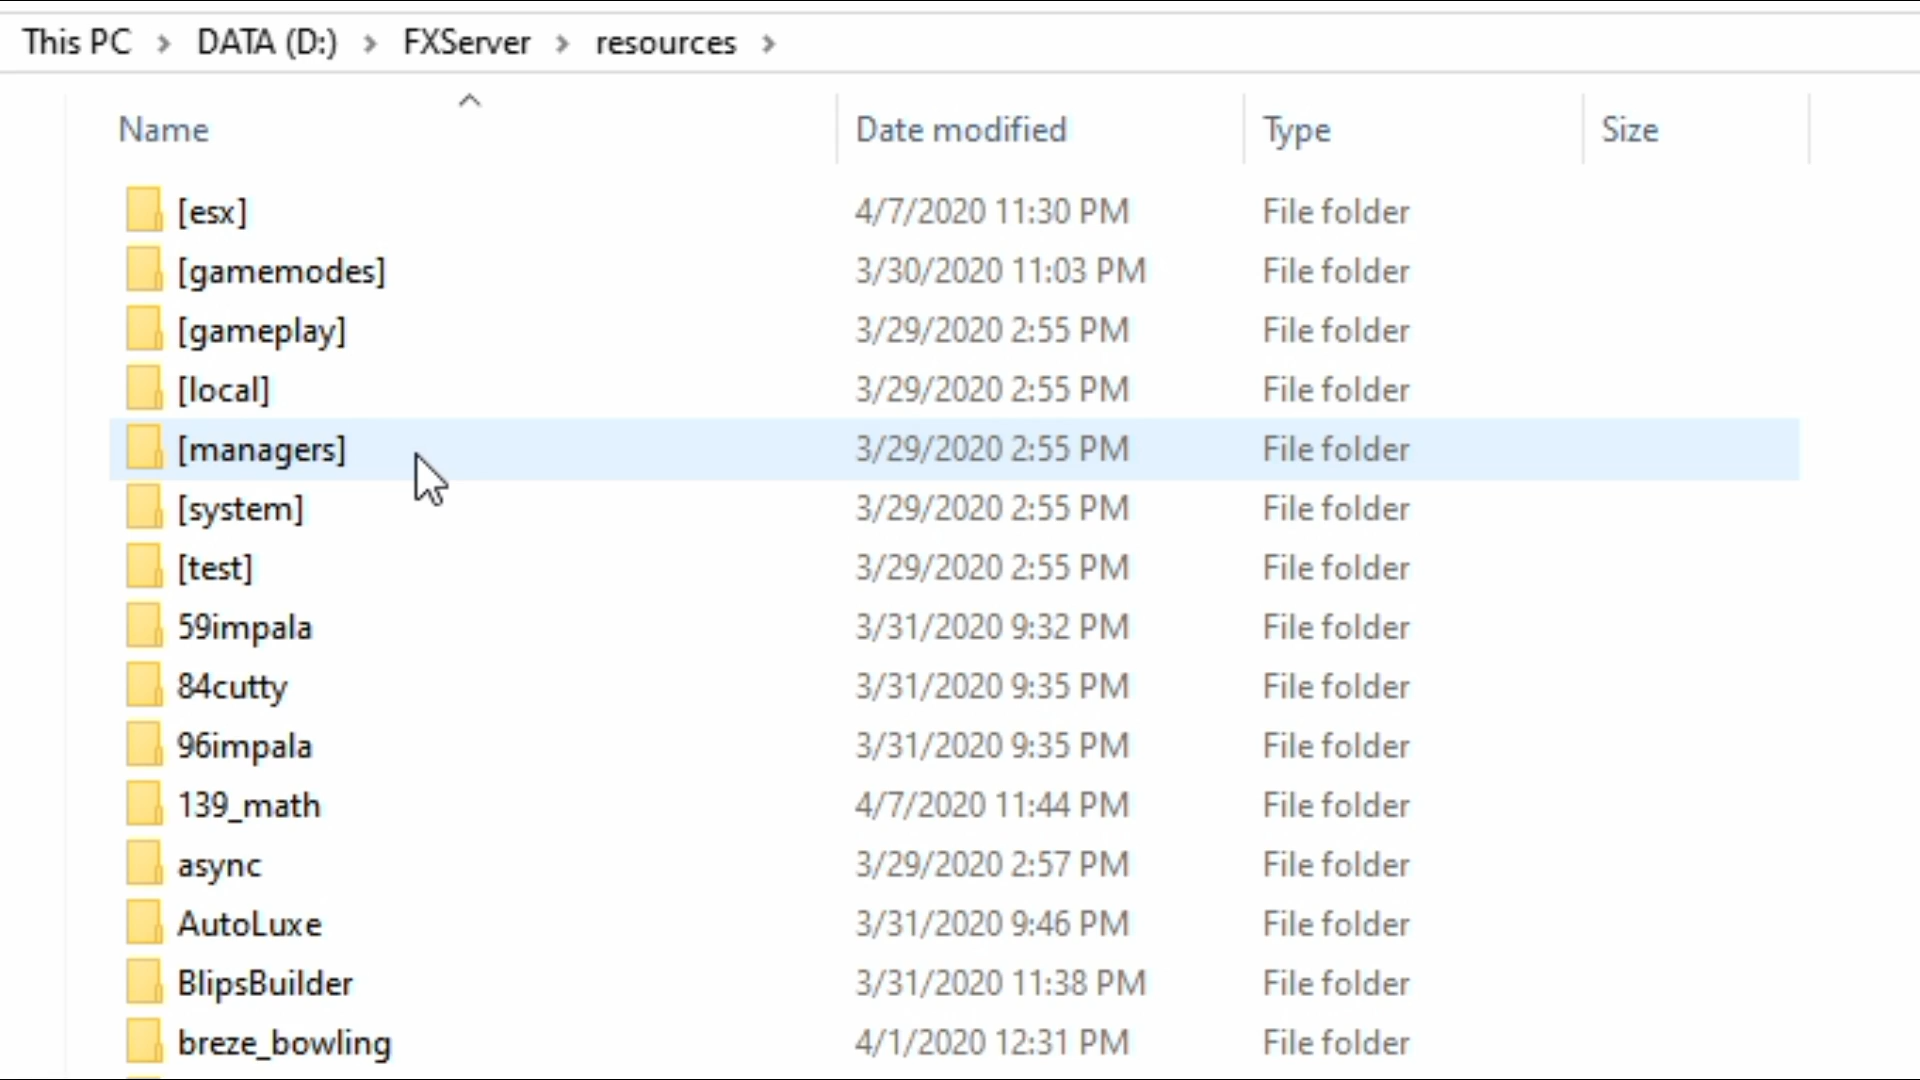 This PC > DATA (D:) > FXServer > resources >
Name Date modified Type Size
[esx] 4/7/2020 11:30 PM File folder
[gamemodes] 3/30/2020 11:03 PM File folder
[gameplay] 3/29/2020 2:55 PM File folder
[local] 3/29/2020 2:55 PM File folder
[managers] 3/29/2020 2:55 PM File folder
[system] 3/29/2020 2:55 PM File folder
[test] 3/29/2020 2:55 PM File folder
59impala 3/31/2020 9:32 PM File folder
84cutty 3/31/2020 9:35 PM File folder
96impala 3/31/2020 9:35 PM File folder
139_math 4/7/2020 11:44 PM File folder
async 3/29/2020 2:57 PM File folder
AutoLuxe 3/31/2020 9:46 PM File folder
BlipsBuilder 3/31/2020 11:38 PM File folder
breze_bowling 4/1/2020 12:31 PM File folder